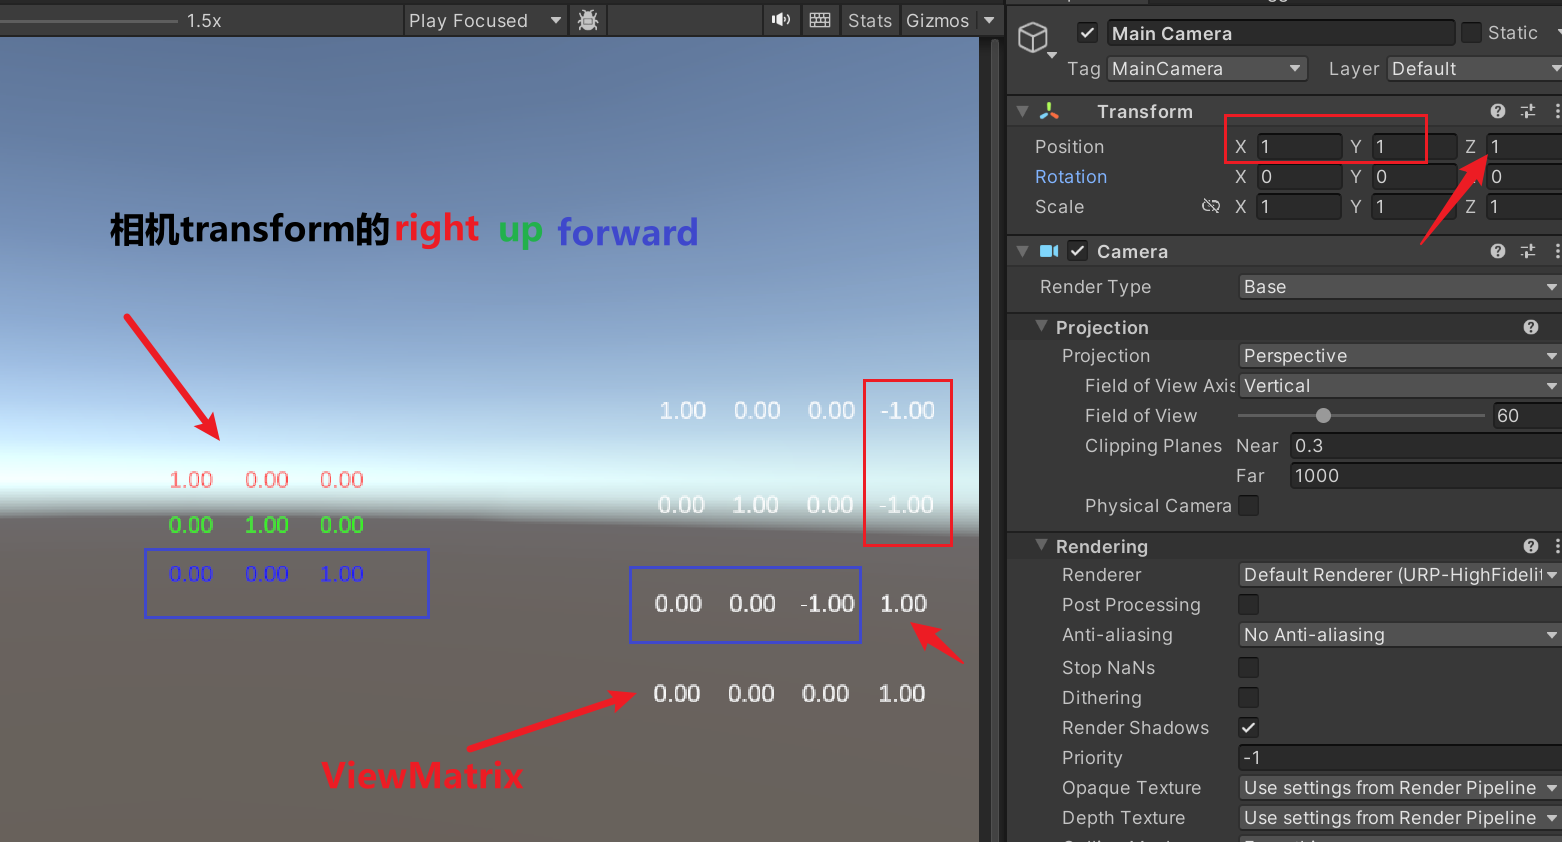 1.5x Play Focused Stats Gizmos
相机transform的right up forward
1.00 0.00 0.00
0.00 1.00 0.00
0.00 0.00 1.00
1.00 0.00 0.00 -1.00
0.00 1.00 0.00 -1.00
0.00 0.00 -1.00 1.00
0.00 0.00 0.00 1.00
ViewMatrix
Main Camera Static
Tag MainCamera Layer Default
Transform
Position X 1 Y 1 Z 1
Rotation X 0 Y 0 0
Scale X 1 Y 1 Z 1
Camera
Render Type Base
Projection
Projection Perspective
Field of View Axis Vertical
Field of View 60
Clipping Planes Near 0.3
Far 1000
Physical Camera
Rendering
Renderer Default Renderer (URP-HighFidelit
Post Processing
Anti-aliasing No Anti-aliasing
Stop NaNs
Dithering
Render Shadows
Priority -1
Opaque Texture Use settings from Render Pipeline
Depth Texture Use settings from Render Pipeline